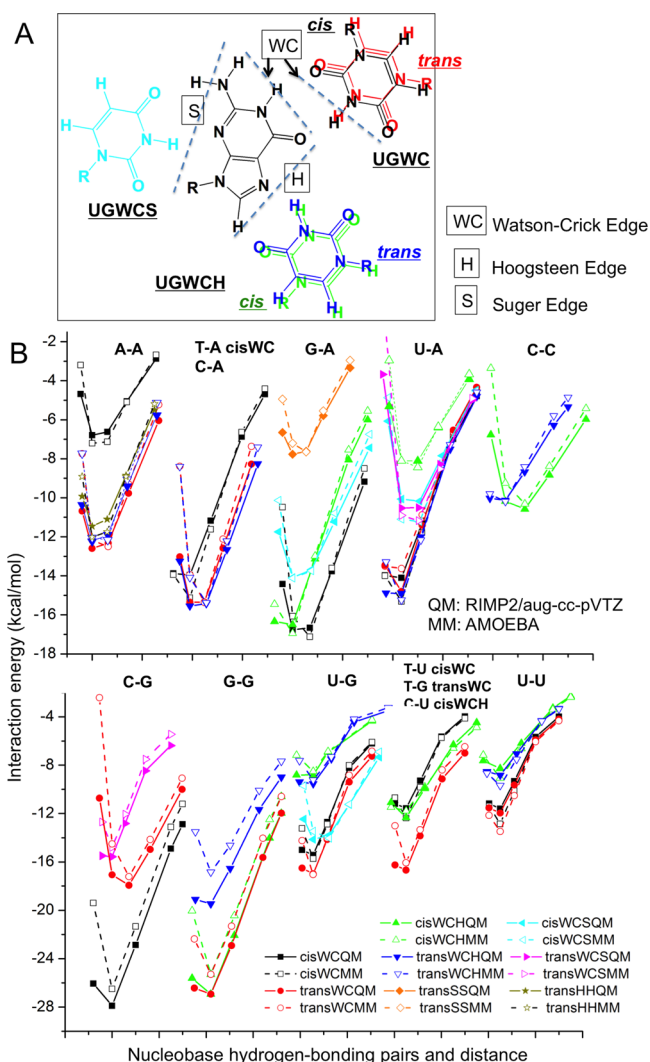 A
cis
WC
trans
H
R
H
H
N
H
N
H
O
N
R
O
N
H
H
O
H
UGWC
O
H
N
H
N
O
R
UGWCS
S
N
N
O
N
N
R
H
H
UGWCH
H
N
O
O
O
O
trans
H
N
R
H
N
R
H
H
cis
WC Watson-Crick Edge
H Hoogsteen Edge
S Suger Edge
B
A-A
T-A cisWC
C-A
G-A
U-A
C-C
-2
-4
-6
-8
-10
-12
-14
-16
-18
QM: RIMP2/aug-cc-pVTZ
MM: AMOEBA
Interaction energy (kcal/mol)
C-G
G-G
U-G
T-U cisWC
T-G transWC
C-U cisWCH
U-U
-4
-8
-12
-16
-20
-24
-28
cisWCHQM cisWCSQM
cisWCHMM cisWCSMM
cisWCQM transWCHQM transWCSQM
cisWCMM transWCHMM transWCSMM
transWCQM transSSQM transHHQM
transWCMM transSSMM transHHMM
Nucleobase hydrogen-bonding pairs and distance